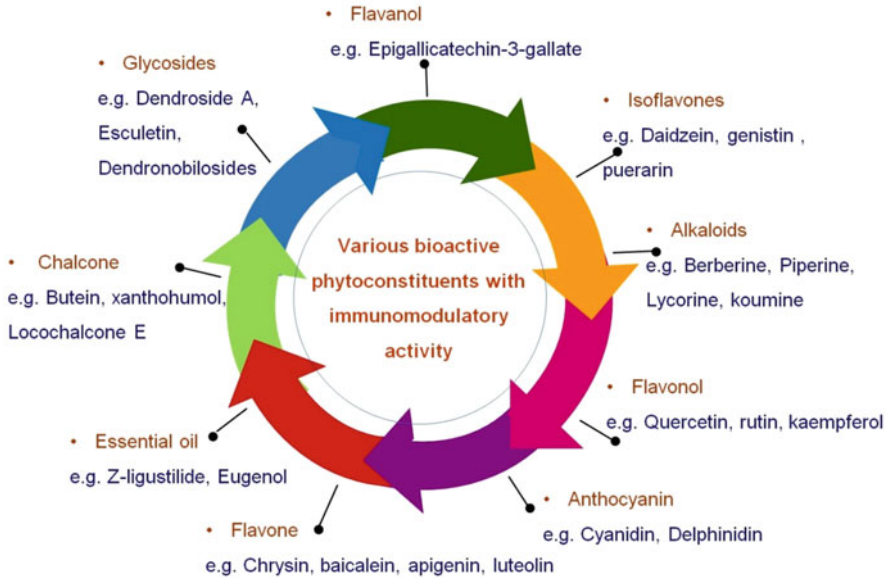 • Flavanol
e.g. Epigallicatechin-3-gallate
• Glycosides
e.g. Dendroside A,
Esculetin,
Dendronobilosides
• Isoflavones
e.g. Daidzein, genistin ,
puerarin
• Alkaloids
e.g. Berberine, Piperine,
Lycorine, koumine
Various bioactive
phytoconstituents with
immunomodulatory
activity
• Chalcone
e.g. Butein, xanthohumol,
Locochalcone E
• Flavonol
e.g. Quercetin, rutin, kaempferol
• Essential oil
e.g. Z-ligustilide, Eugenol
• Anthocyanin
e.g. Cyanidin, Delphinidin
• Flavone
e.g. Chrysin, baicalein, apigenin, luteolin